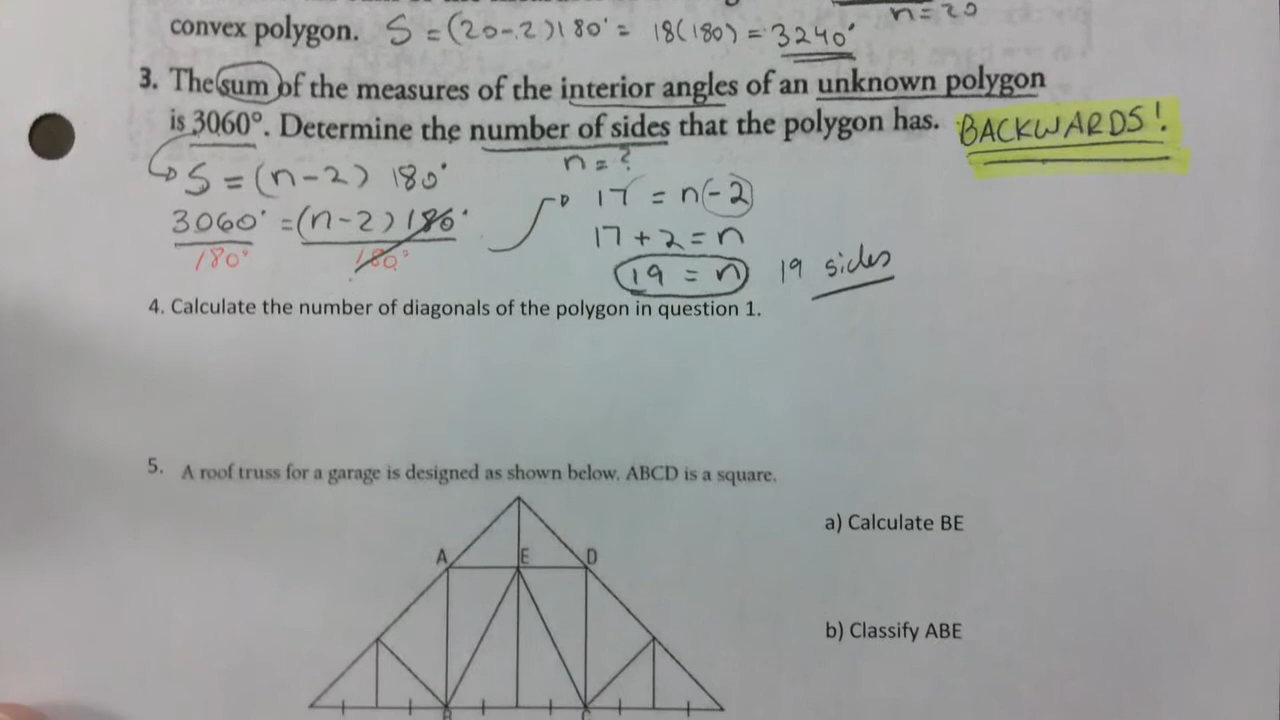 n=20
convex polygon. S=(20-2)180° = 18(180) = 3240°
3. The sum of the measures of the interior angles of an unknown polygon
is 3060°. Determine the number of sides that the polygon has. BACKWARDS!
n = ?
S = (n-2) 180°
3060° = (n-2) 180°
180° 180°
17 = n-2
17+2=n
19 = n 19 sides
4. Calculate the number of diagonals of the polygon in question 1.
5. A roof truss for a garage is designed as shown below. ABCD is a square.
a) Calculate BE
A E D
b) Classify ABE
B C